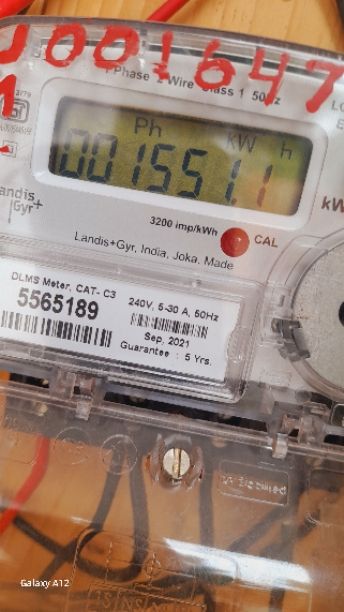 J001647
1 Phase 2 Wire Class 1 50Hz
Ph kW h
001551.1
Landis
Gyr+
3200 imp/kWh
CAL
Landis+Gyr, India, Joka, Made
DLMS Meter, CAT- C3
5565189
240V, 5-30 A, 50Hz
Sep, 2021
Guarantee : 5 Yrs.
Galaxy A12